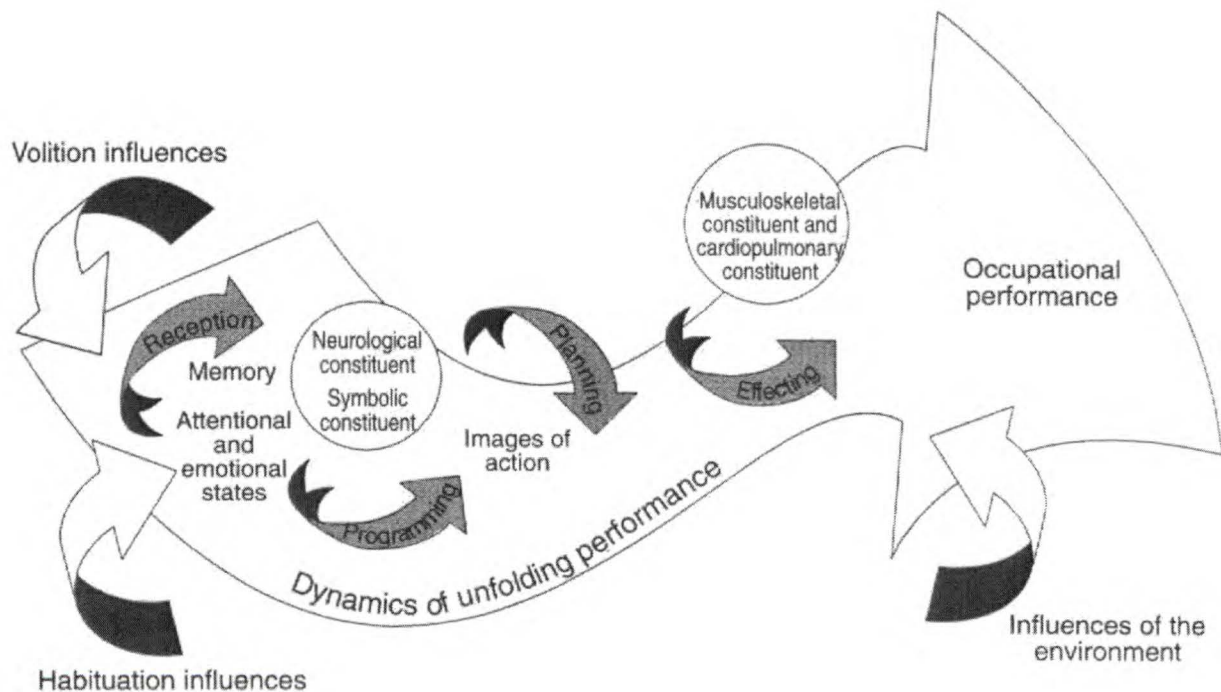 Volition influences
Reception
Memory
Attentional
and
emotional
states
Neurological
constituent
Symbolic
constituent
Programming
Planning
Images of
action
Musculoskeletal
constituent and
cardiopulmonary
constituent
Effecting
Occupational
performance
Dynamics of unfolding performance
Habituation influences
Influences of the
environment